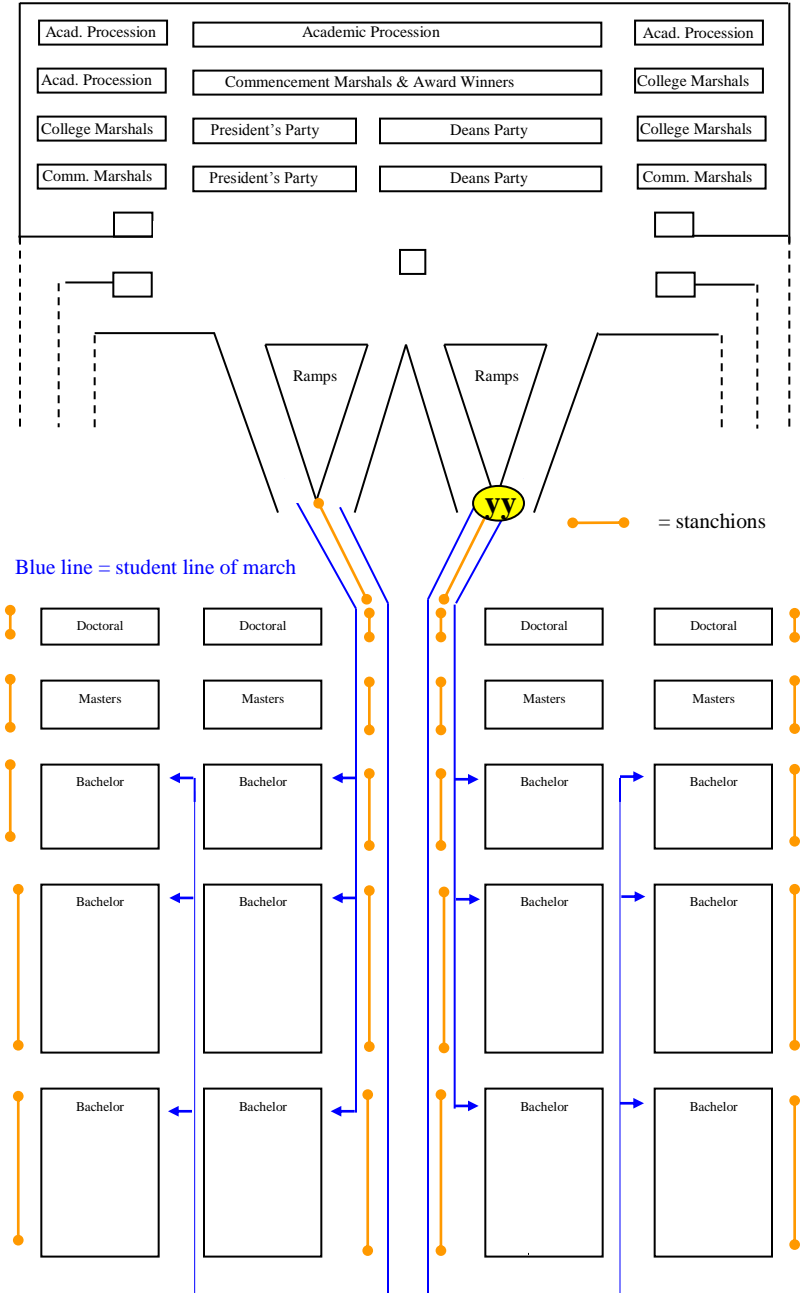 Acad. Procession
Academic Procession
Acad. Procession
Acad. Procession
Commencement Marshals & Award Winners
College Marshals
College Marshals
President's Party
Deans Party
College Marshals
Comm. Marshals
President's Party
Deans Party
Comm. Marshals
Ramps
Ramps
yy
= stanchions
Blue line = student line of march
Doctoral
Doctoral
Doctoral
Doctoral
Masters
Masters
Masters
Masters
Bachelor
Bachelor
Bachelor
Bachelor
Bachelor
Bachelor
Bachelor
Bachelor
Bachelor
Bachelor
Bachelor
Bachelor